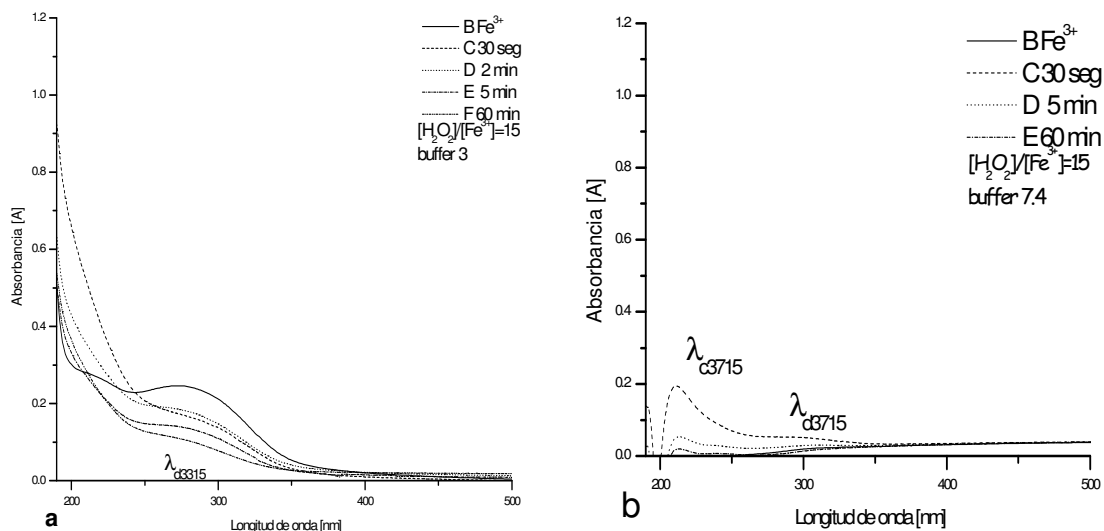 1.2
1.0
0.8
0.6
0.4
0.2
0.0
Absorbancia [A]
200
300
400
500
Longitud de onda [nm]
B Fe³⁺
C 30 seg
D 2 min
E 5 min
F 60 min
[H₂O₂]/[Fe³⁺]=15
buffer 3
λd3315
a
1.2
1.0
0.8
0.6
0.4
0.2
0.0
Absorbancia [A]
200
300
400
500
Longitud de onda [nm]
B Fe³⁺
C 30 seg
D 5 min
E 60 min
[H₂O₂]/[Fe³⁺]=15
buffer 7.4
λc3715
λd3715
b